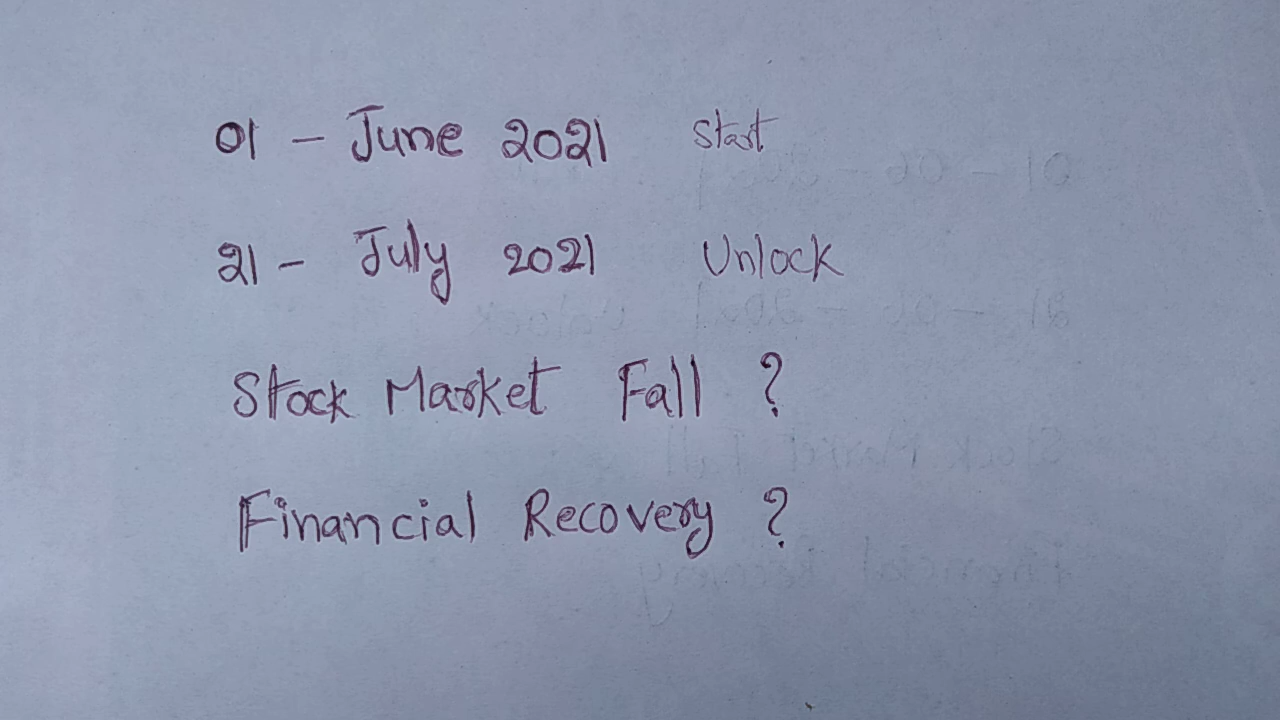 01 - June 2021 Start
21 - July 2021 Unlock
Stock Market Fall ?
Financial Recovery ?